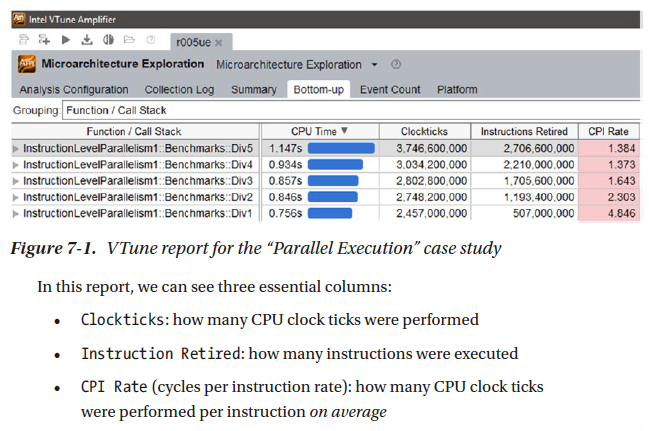 Intel VTune Amplifier
r005ue ×
Microarchitecture Exploration Microarchitecture Exploration
Analysis Configuration Collection Log Summary Bottom-up Event Count Platform
Grouping: Function / Call Stack
Function / Call Stack CPU Time ▼ Clockticks Instructions Retired CPI Rate
InstructionLevelParallelism1::Benchmarks::Div5 1.147s 3,746,600,000 2,706,600,000 1.384
InstructionLevelParallelism1::Benchmarks::Div4 0.934s 3,034,200,000 2,210,000,000 1.373
InstructionLevelParallelism1::Benchmarks::Div3 0.857s 2,802,800,000 1,705,600,000 1.643
InstructionLevelParallelism1::Benchmarks::Div2 0.846s 2,748,200,000 1,193,400,000 2.303
InstructionLevelParallelism1::Benchmarks::Div1 0.756s 2,457,000,000 507,000,000 4.846
Figure 7-1. VTune report for the “Parallel Execution” case study
In this report, we can see three essential columns:
• Clockticks: how many CPU clock ticks were performed
• Instruction Retired: how many instructions were executed
• CPI Rate (cycles per instruction rate): how many CPU clock ticks
were performed per instruction on average